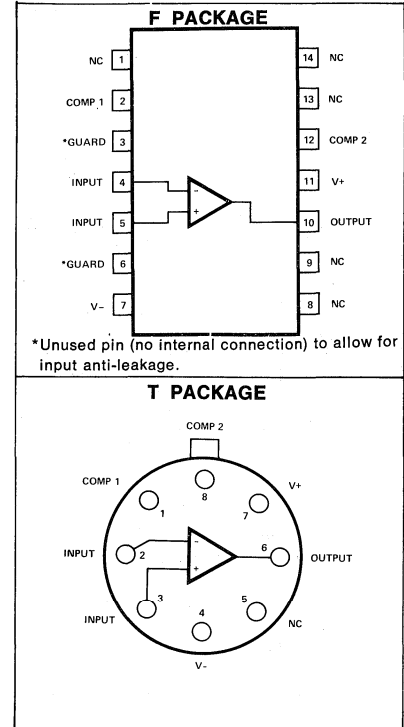 F PACKAGE
NC 1
14 NC
COMP 1 2
13 NC
*GUARD 3
12 COMP 2
INPUT 4
-
11 V+
INPUT 5
+
10 OUTPUT
*GUARD 6
9 NC
V- 7
8 NC
*Unused pin (no internal connection) to allow for
input anti-leakage.
T PACKAGE
COMP 2
COMP 1
8
V+
1
7
INPUT
2
-
6
OUTPUT
+
3
INPUT
4
5
NC
V-